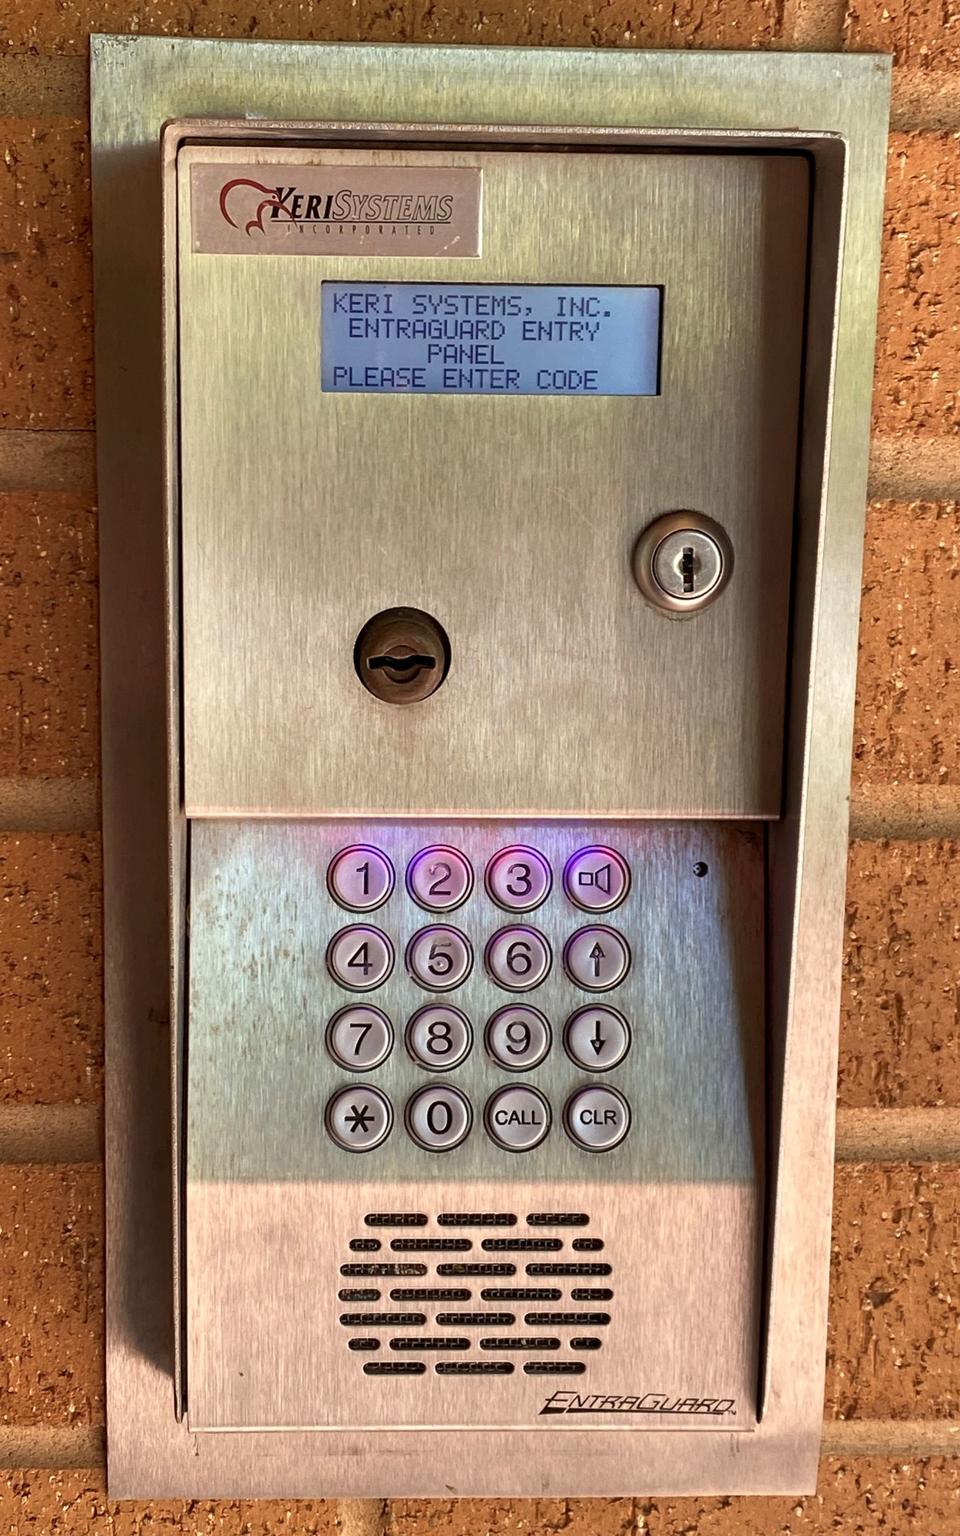 KERISYSTEMS
INCORPORATED
KERI SYSTEMS, INC.
ENTRAGUARD ENTRY
PANEL
PLEASE ENTER CODE
1 2 3
4 5 6 ↑
7 8 9 ↓
* 0 CALL CLR
ENTRAGUARD™